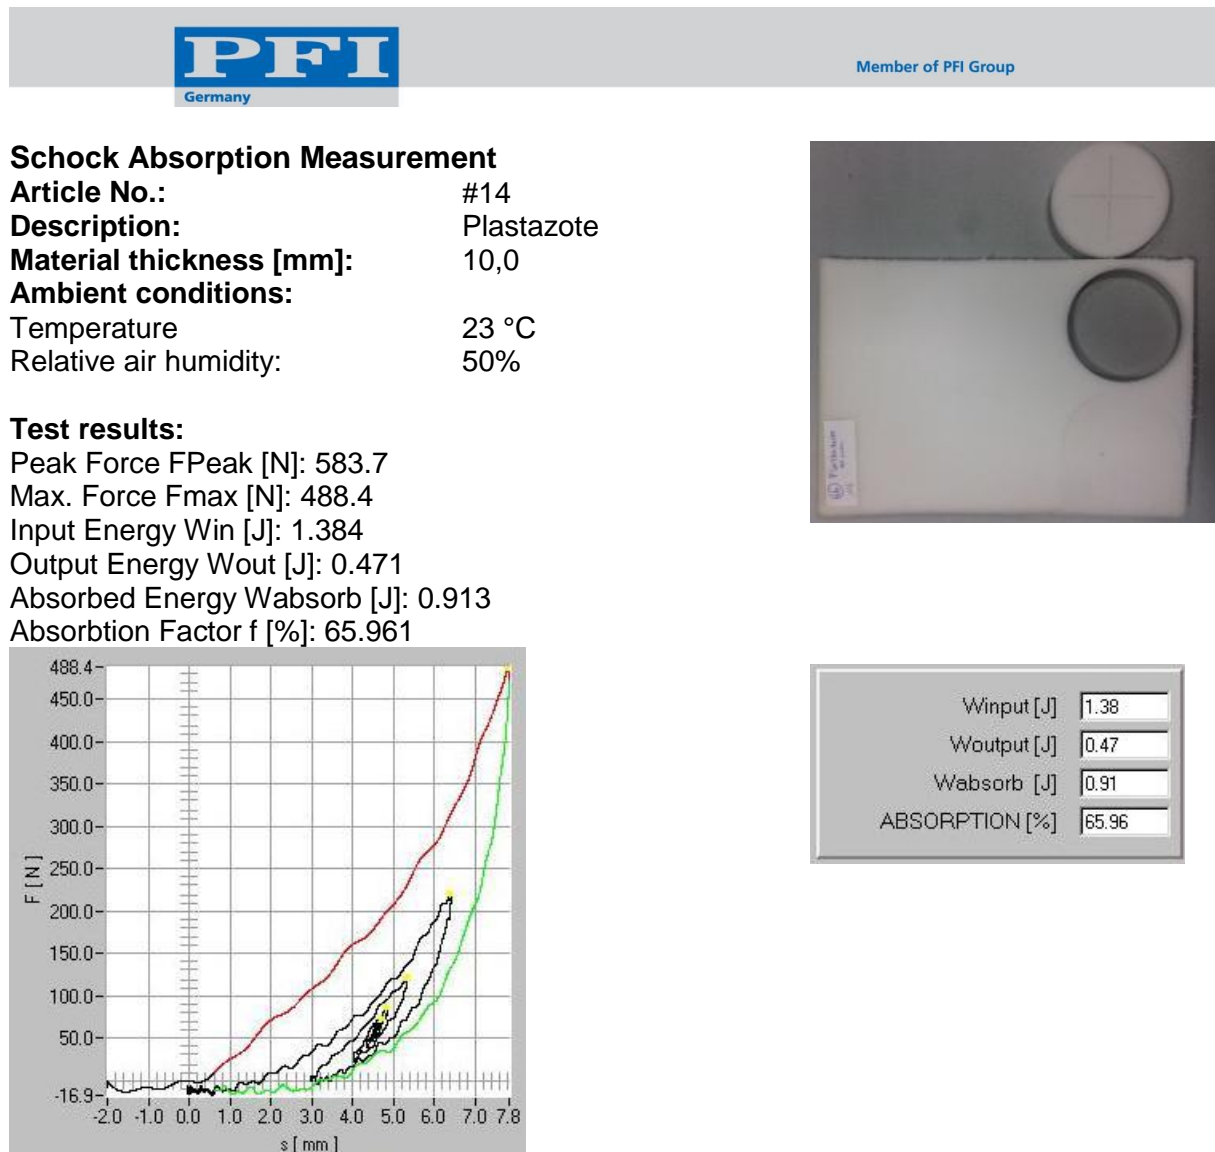 PFI
Germany
Member of PFI Group
Schock Absorption Measurement
Article No.: #14
Description: Plastazote
Material thickness [mm]: 10,0
Ambient conditions:
Temperature 23 °C
Relative air humidity: 50%
Test results:
Peak Force FPeak [N]: 583.7
Max. Force Fmax [N]: 488.4
Input Energy Win [J]: 1.384
Output Energy Wout [J]: 0.471
Absorbed Energy Wabsorb [J]: 0.913
Absorbtion Factor f [%]: 65.961
488.4
450.0
400.0
350.0
300.0
250.0
200.0
150.0
100.0
50.0
-16.9
F [N]
-2.0 -1.0 0.0 1.0 2.0 3.0 4.0 5.0 6.0 7.0 7.8
s [ mm ]
Winput [J] 1.38
Woutput [J] 0.47
Wabsorb [J] 0.91
ABSORPTION [%] 65.96